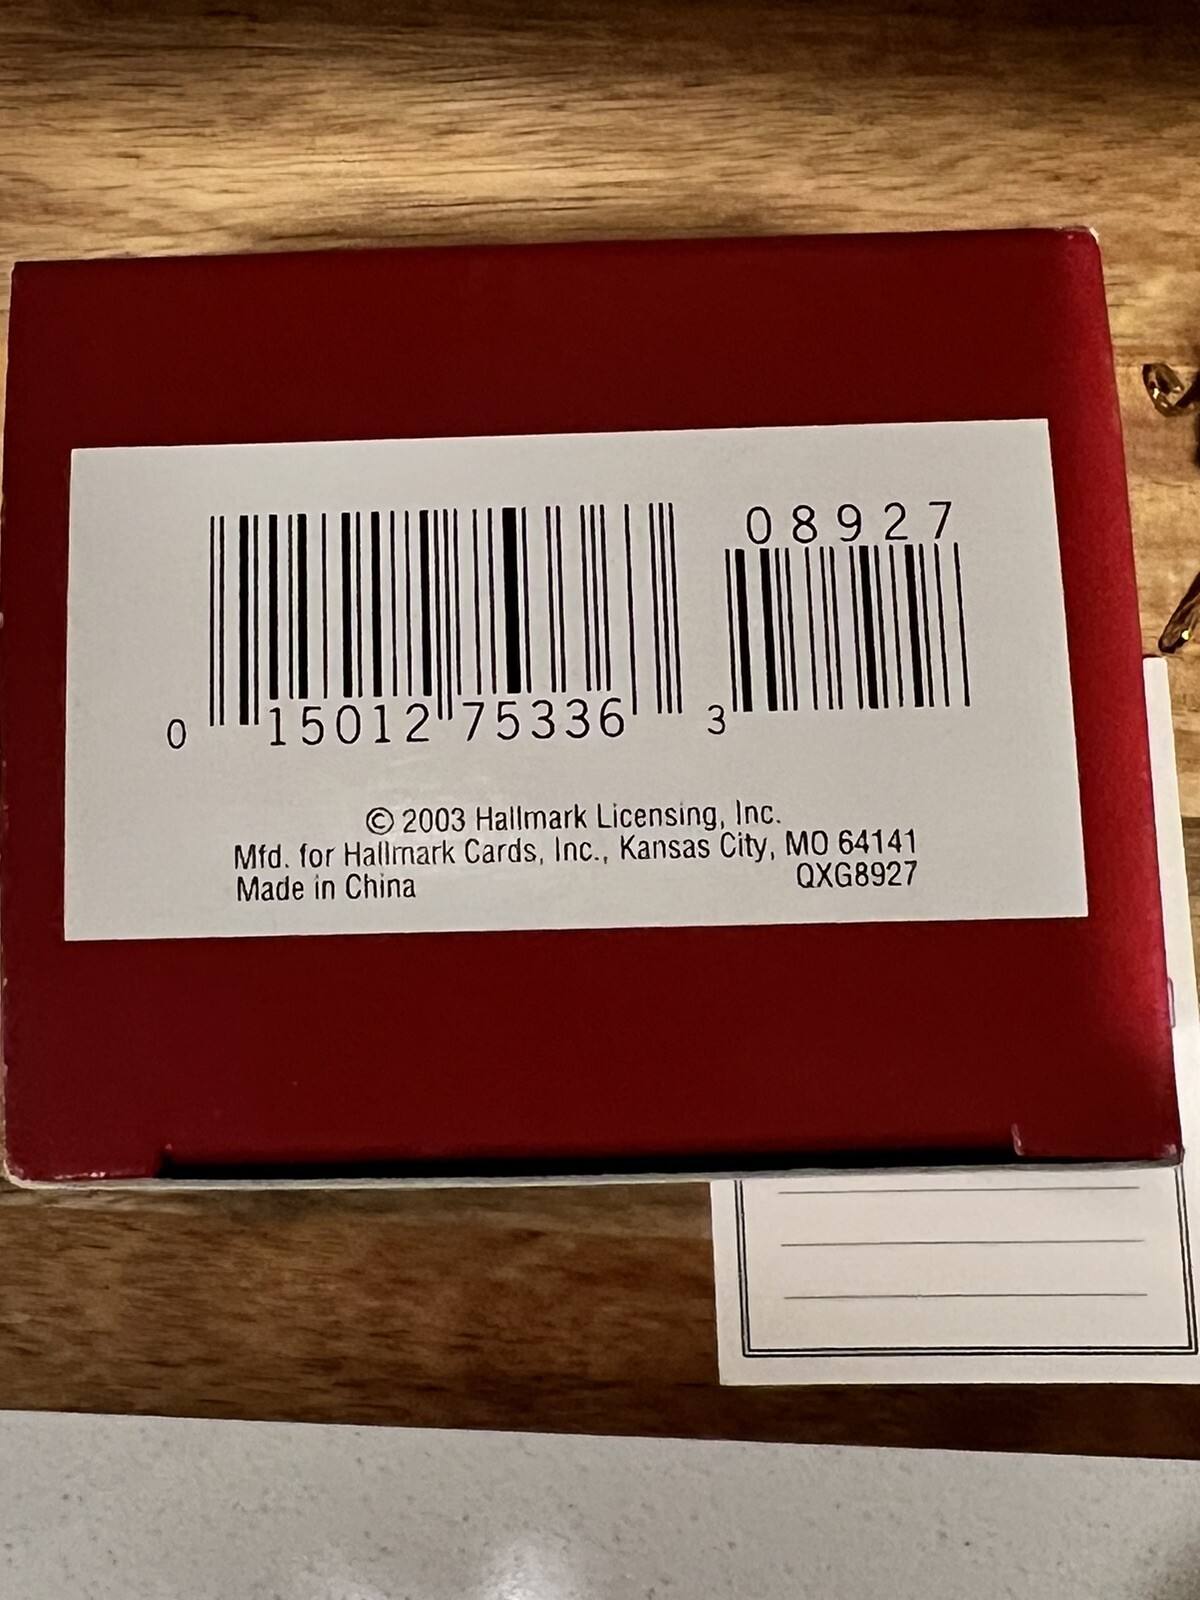 08927
0 15012 75336 3
© 2003 Hallmark Licensing, Inc.
Mfd. for Hallmark Cards, Inc., Kansas City, MO 64141
Made in China QXG8927